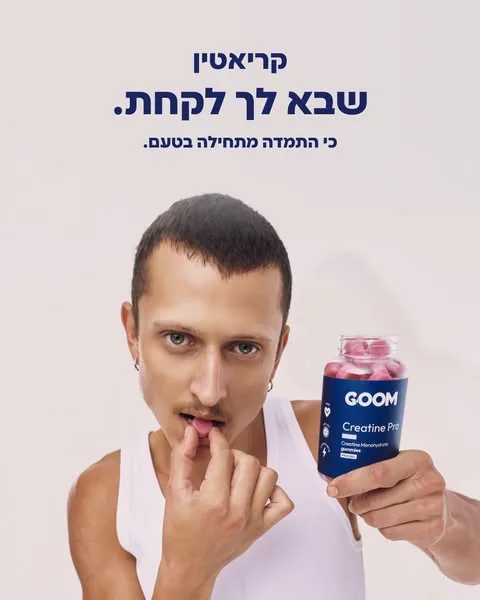 קריאטין
שבא לך לקחת.
כי התמדה מתחילה בטעם.
GOOM
Creatine Pro
Creatine Monohydrate
gummies